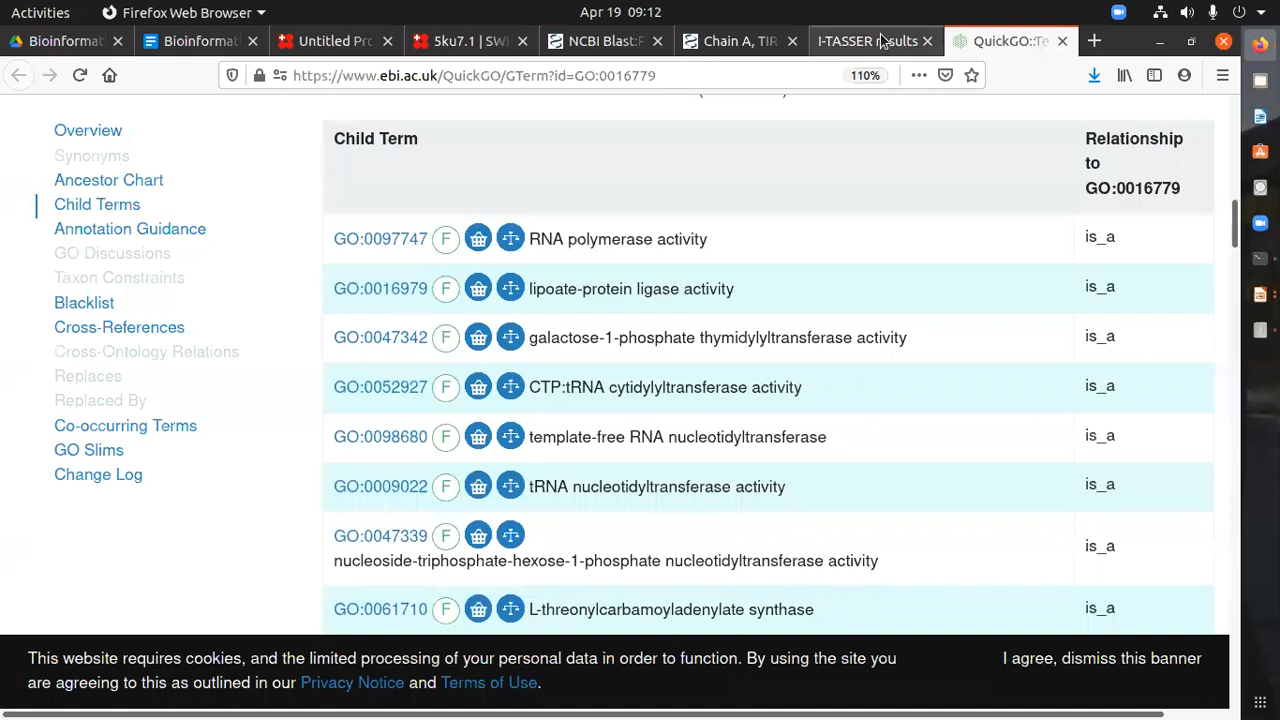 Activities Firefox Web Browser Apr 19 09:12
Bioinformat Bioinformat Untitled Pro 5ku7.1 | SWI NCBI Blast:F Chain A, TIR I-TASSER results QuickGO::Te
https://www.ebi.ac.uk/QuickGO/GTerm?id=GO:0016779 110%
Overview
Synonyms
Ancestor Chart
Child Terms
Annotation Guidance
GO Discussions
Taxon Constraints
Blacklist
Cross-References
Cross-Ontology Relations
Replaces
Replaced By
Co-occurring Terms
GO Slims
Change Log
Child Term
Relationship
to
GO:0016779
GO:0097747 F RNA polymerase activity is_a
GO:0016979 F lipoate-protein ligase activity is_a
GO:0047342 F galactose-1-phosphate thymidylyltransferase activity is_a
GO:0052927 F CTP:tRNA cytidylyltransferase activity is_a
GO:0098680 F template-free RNA nucleotidyltransferase is_a
GO:0009022 F tRNA nucleotidyltransferase activity is_a
GO:0047339 F
nucleoside-triphosphate-hexose-1-phosphate nucleotidyltransferase activity is_a
GO:0061710 F L-threonylcarbamoyladenylate synthase is_a
This website requires cookies, and the limited processing of your personal data in order to function. By using the site you
are agreeing to this as outlined in our Privacy Notice and Terms of Use.
I agree, dismiss this banner